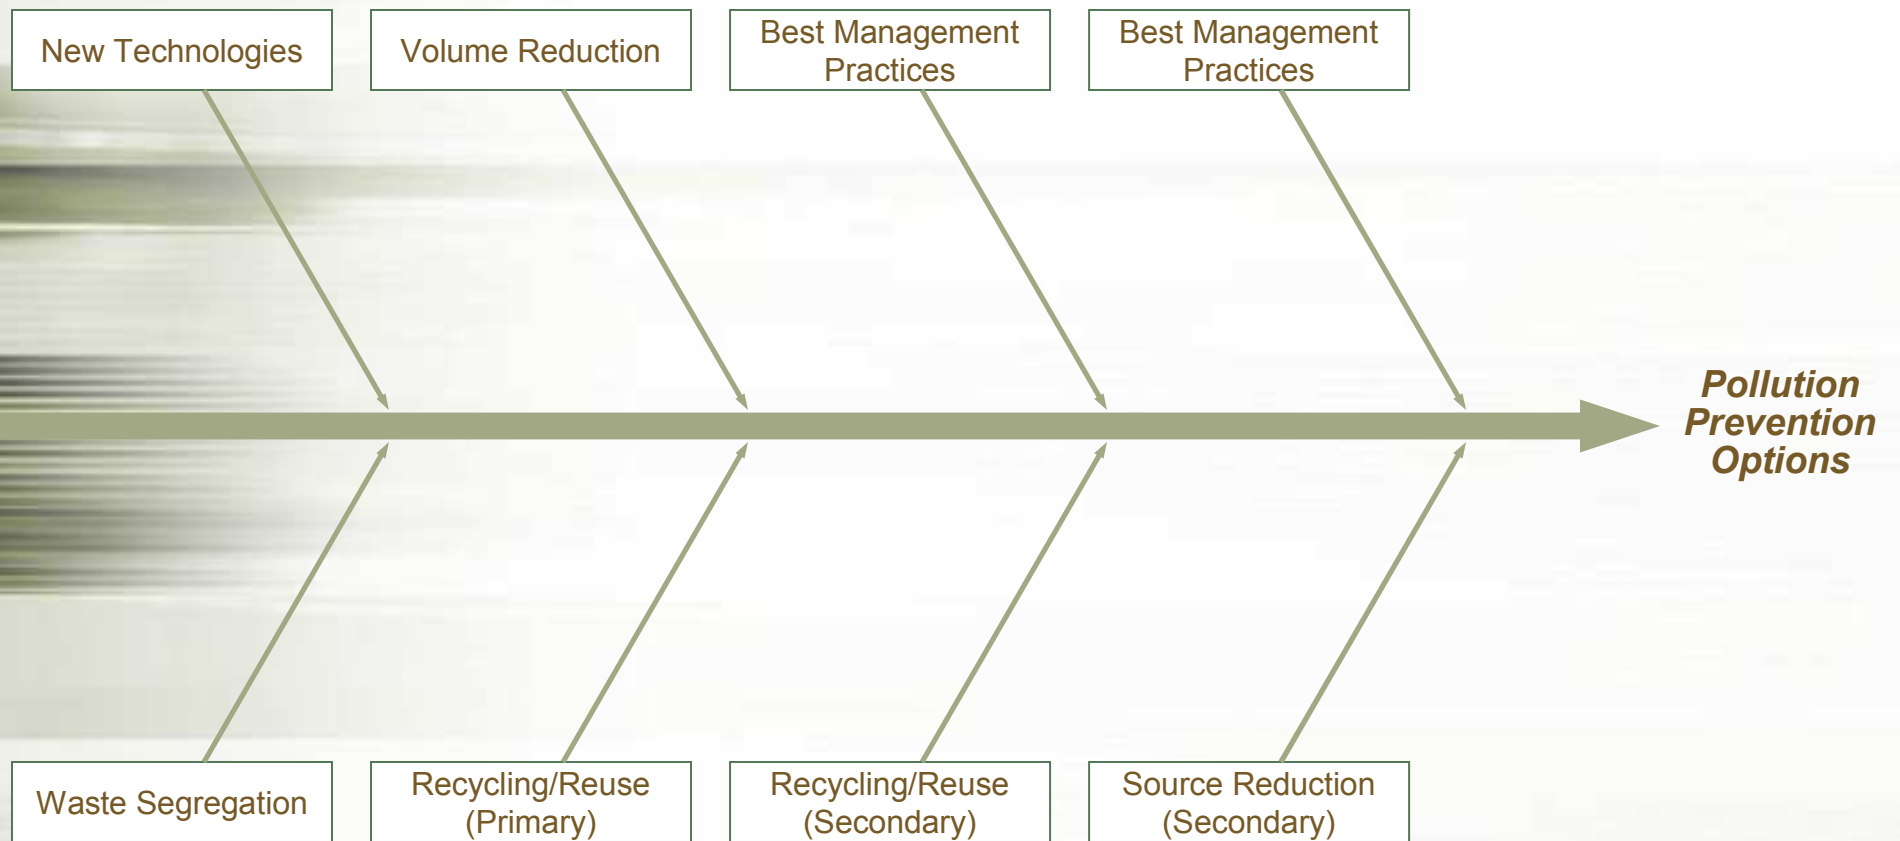 New Technologies
Volume Reduction
Best Management
Practices
Best Management
Practices
Pollution
Prevention
Options
Waste Segregation
Recycling/Reuse
(Primary)
Recycling/Reuse
(Secondary)
Source Reduction
(Secondary)